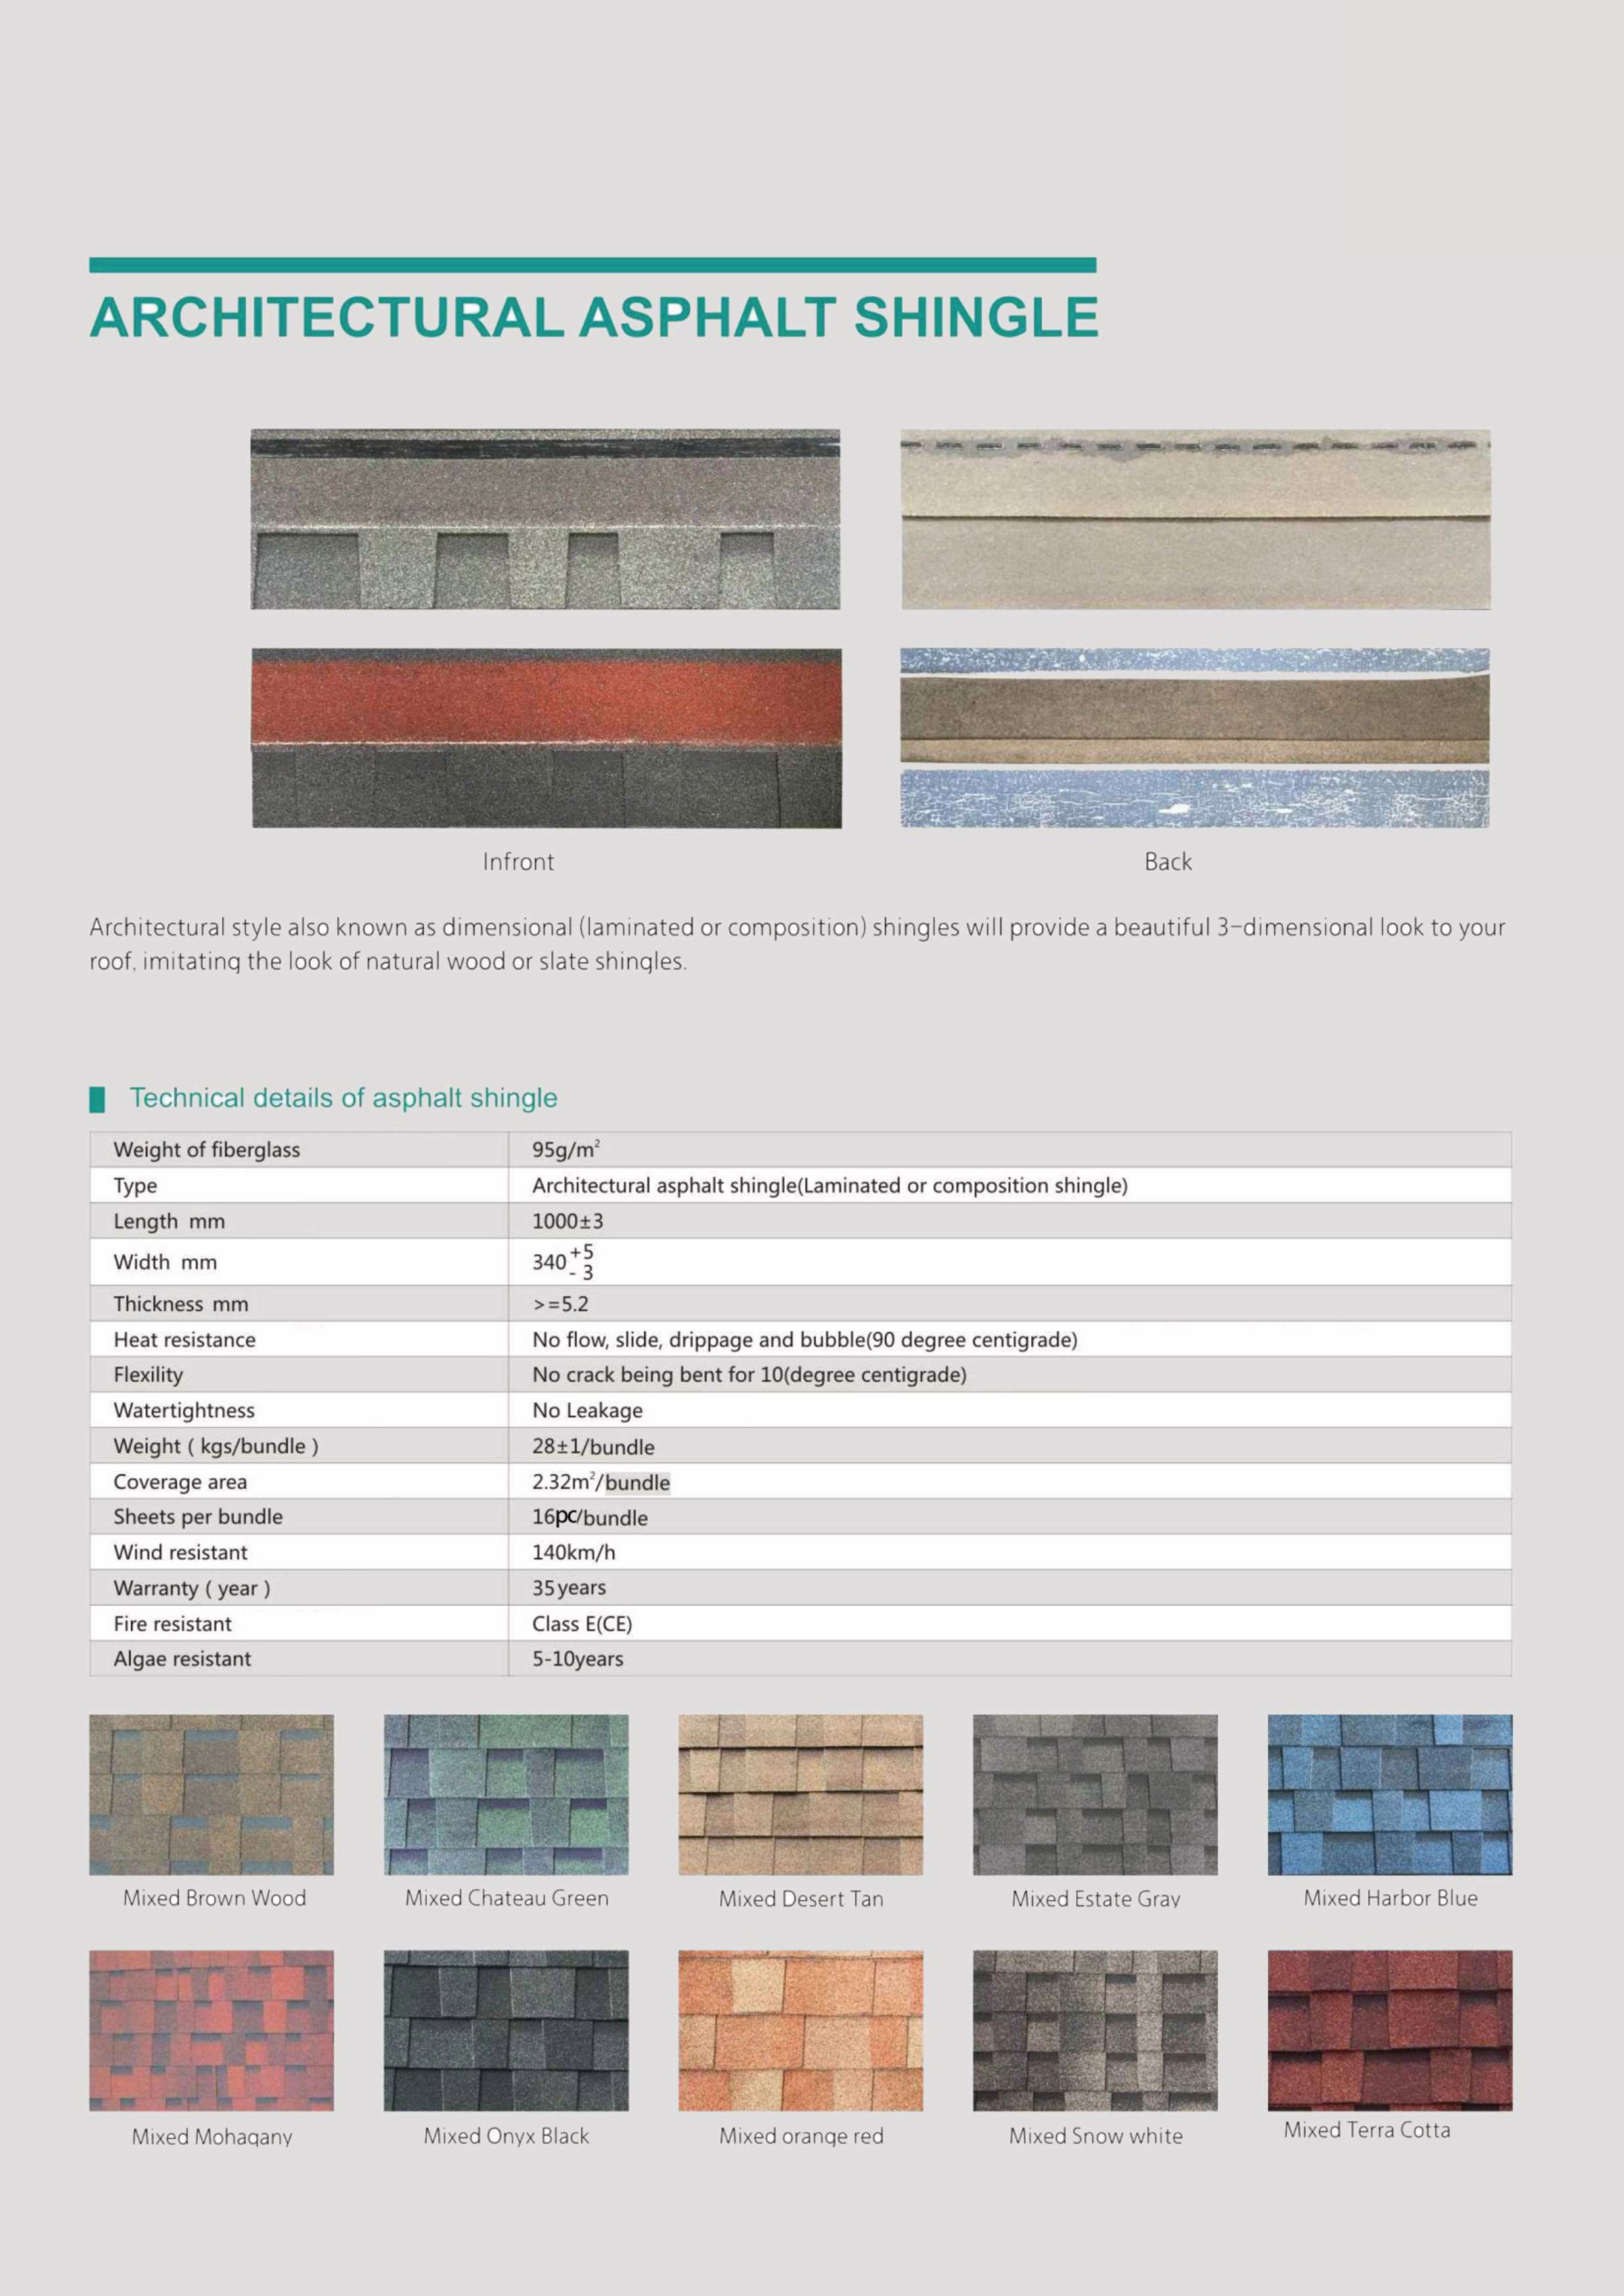 ARCHITECTURAL ASPHALT SHINGLE
Infront
Back
Architectural style also known as dimensional (laminated or composition) shingles will provide a beautiful 3-dimensional look to your
roof, imitating the look of natural wood or slate shingles.
Technical details of asphalt shingle
Weight of fiberglass 95g/m²
Type Architectural asphalt shingle(Laminated or composition shingle)
Length mm 1000±3
Width mm 340 +5 -3
Thickness mm >=5.2
Heat resistance No flow, slide, drippage and bubble(90 degree centigrade)
Flexility No crack being bent for 10(degree centigrade)
Watertightness No Leakage
Weight ( kgs/bundle ) 28±1/bundle
Coverage area 2.32m²/bundle
Sheets per bundle 16pc/bundle
Wind resistant 140km/h
Warranty ( year ) 35years
Fire resistant Class E(CE)
Algae resistant 5-10years
Mixed Brown Wood
Mixed Chateau Green
Mixed Desert Tan
Mixed Estate Gray
Mixed Harbor Blue
Mixed Mohagany
Mixed Onyx Black
Mixed orange red
Mixed Snow white
Mixed Terra Cotta